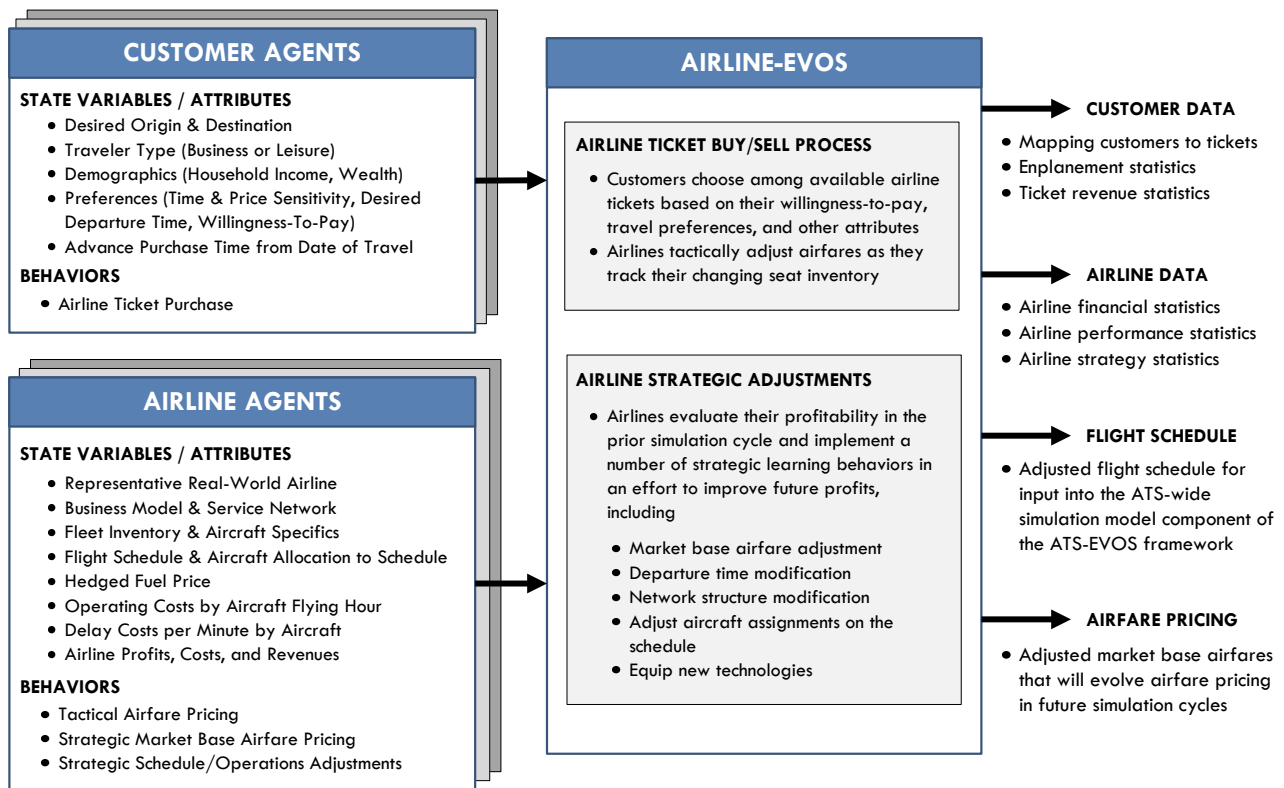 CUSTOMER AGENTS
STATE VARIABLES / ATTRIBUTES
• Desired Origin & Destination
• Traveler Type (Business or Leisure)
• Demographics (Household Income, Wealth)
• Preferences (Time & Price Sensitivity, Desired
Departure Time, Willingness-To-Pay)
• Advance Purchase Time from Date of Travel
BEHAVIORS
• Airline Ticket Purchase
AIRLINE AGENTS
STATE VARIABLES / ATTRIBUTES
• Representative Real-World Airline
• Business Model & Service Network
• Fleet Inventory & Aircraft Specifics
• Flight Schedule & Aircraft Allocation to Schedule
• Hedged Fuel Price
• Operating Costs by Aircraft Flying Hour
• Delay Costs per Minute by Aircraft
• Airline Profits, Costs, and Revenues
BEHAVIORS
• Tactical Airfare Pricing
• Strategic Market Base Airfare Pricing
• Strategic Schedule/Operations Adjustments
AIRLINE-EVOS
AIRLINE TICKET BUY/SELL PROCESS
• Customers choose among available airline
tickets based on their willingness-to-pay,
travel preferences, and other attributes
• Airlines tactically adjust airfares as they
track their changing seat inventory
AIRLINE STRATEGIC ADJUSTMENTS
• Airlines evaluate their profitability in the
prior simulation cycle and implement a
number of strategic learning behaviors in
an effort to improve future profits,
including
• Market base airfare adjustment
• Departure time modification
• Network structure modification
• Adjust aircraft assignments on the
schedule
• Equip new technologies
CUSTOMER DATA
• Mapping customers to tickets
• Enplanement statistics
• Ticket revenue statistics
AIRLINE DATA
• Airline financial statistics
• Airline performance statistics
• Airline strategy statistics
FLIGHT SCHEDULE
• Adjusted flight schedule for
input into the ATS-wide
simulation model component of
the ATS-EVOS framework
AIRFARE PRICING
• Adjusted market base airfares
that will evolve airfare pricing
in future simulation cycles